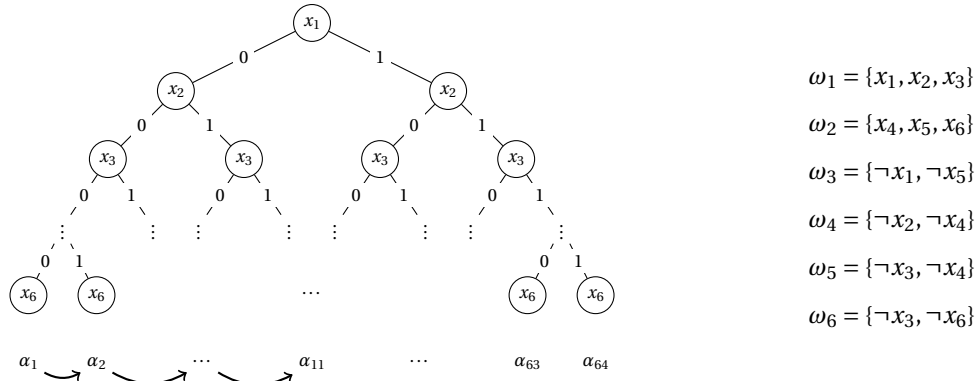 x₁
0 1
x₂ x₂
0 1 0 1
x₃ x₃ x₃ x₃
0 1 0 1 0 1 0 1
⋮ ⋮ ⋮ ⋮ ⋮ ⋮ ⋮ ⋮
0 1 0 1
x₆ x₆ ... x₆ x₆
α₁ α₂ ... α₁₁ ... α₆₃ α₆₄
ω₁ = {x₁, x₂, x₃}
ω₂ = {x₄, x₅, x₆}
ω₃ = {¬x₁, ¬x₅}
ω₄ = {¬x₂, ¬x₄}
ω₅ = {¬x₃, ¬x₄}
ω₆ = {¬x₃, ¬x₆}